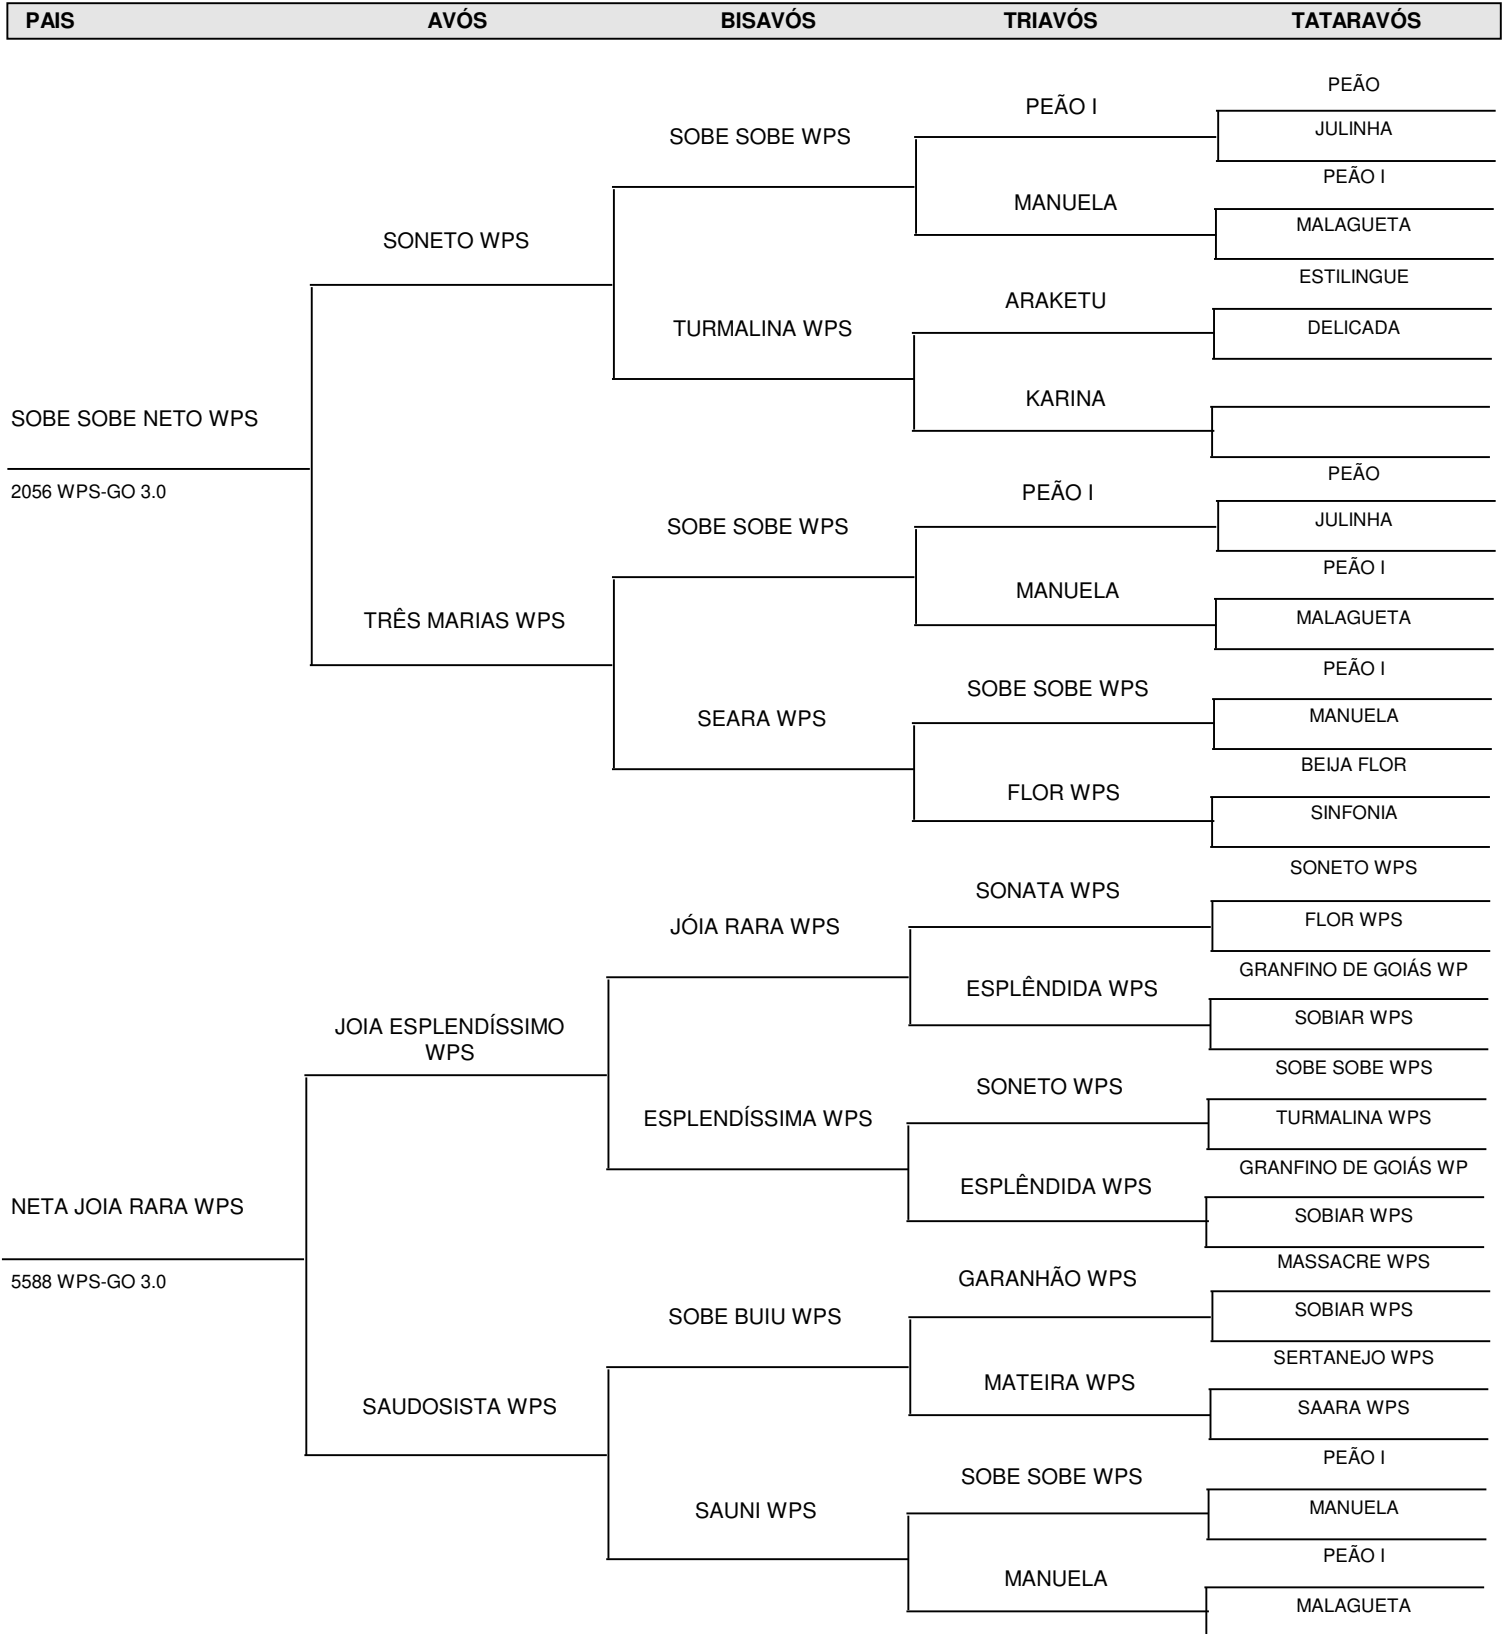 PAIS AVÓS BISAVÓS TRIAVÓS TATARAVÓS
PEÃO
PEÃO I
JULINHA
SOBE SOBE WPS
PEÃO I
MANUELA
MALAGUETA
SONETO WPS
ESTILINGUE
ARAKETU
TURMALINA WPS
DELICADA
KARINA
SOBE SOBE NETO WPS
PEÃO
2056 WPS-GO 3.0
PEÃO I
JULINHA
SOBE SOBE WPS
PEÃO I
MANUELA
MALAGUETA
TRÊS MARIAS WPS
PEÃO I
SOBE SOBE WPS
SEARA WPS
MANUELA
BEIJA FLOR
FLOR WPS
SINFONIA
SONETO WPS
SONATA WPS
JÓIA RARA WPS
FLOR WPS
GRANFINO DE GOIÁS WP
ESPLÊNDIDA WPS
SOBIAR WPS
JOIA ESPLENDÍSSIMO
WPS
SOBE SOBE WPS
SONETO WPS
ESPLENDÍSSIMA WPS
TURMALINA WPS
GRANFINO DE GOIÁS WP
ESPLÊNDIDA WPS
NETA JOIA RARA WPS
SOBIAR WPS
MASSACRE WPS
5588 WPS-GO 3.0
GARANHÃO WPS
SOBE BUIU WPS
SOBIAR WPS
SERTANEJO WPS
MATEIRA WPS
SAUDOSISTA WPS
SAARA WPS
PEÃO I
SOBE SOBE WPS
SAUNI WPS
MANUELA
PEÃO I
MANUELA
MALAGUETA